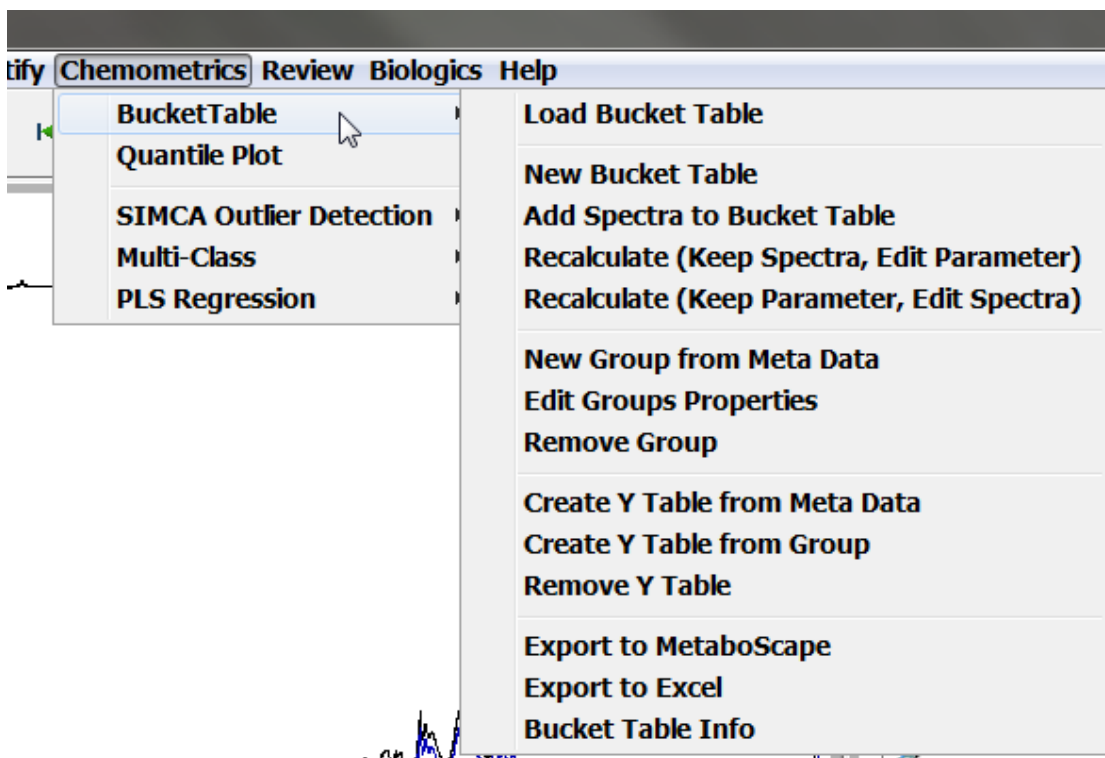 tify Chemometrics Review Biologics Help
BucketTable
Quantile Plot
SIMCA Outlier Detection
Multi-Class
PLS Regression
Load Bucket Table
New Bucket Table
Add Spectra to Bucket Table
Recalculate (Keep Spectra, Edit Parameter)
Recalculate (Keep Parameter, Edit Spectra)
New Group from Meta Data
Edit Groups Properties
Remove Group
Create Y Table from Meta Data
Create Y Table from Group
Remove Y Table
Export to MetaboScape
Export to Excel
Bucket Table Info